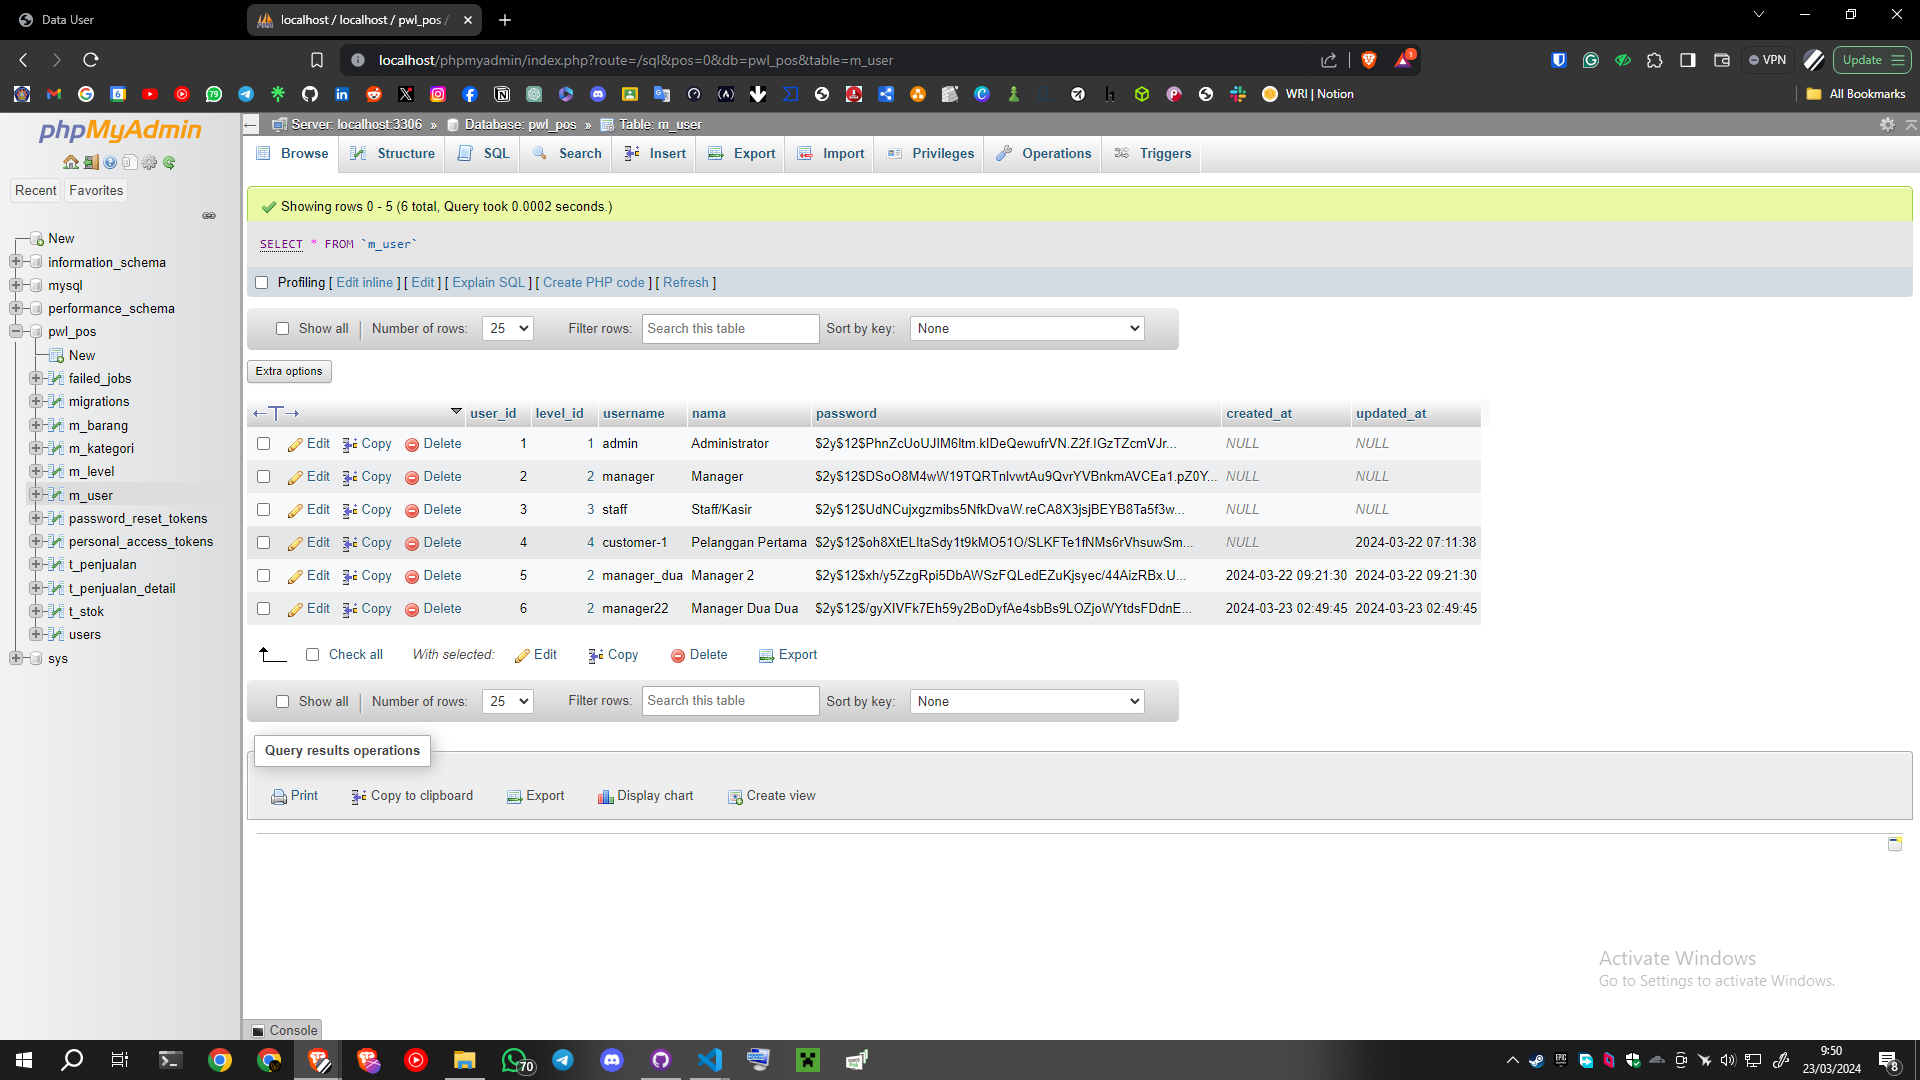 Data User
localhost / localhost / pwl_pos /
localhost/phpmyadmin/index.php?route=/sql&pos=0&db=pwl_pos&table=m_user
1
VPN
Update
WRI | Notion
All Bookmarks
phpMyAdmin
Recent
Favorites
New
information_schema
mysql
performance_schema
pwl_pos
New
failed_jobs
migrations
m_barang
m_kategori
m_level
m_user
password_reset_tokens
personal_access_tokens
t_penjualan
t_penjualan_detail
t_stok
users
sys
Server: localhost:3306 » Database: pwl_pos » Table: m_user
Browse Structure SQL Search Insert Export Import Privileges Operations Triggers
Showing rows 0 - 5 (6 total, Query took 0.0002 seconds.)
SELECT * FROM `m_user`
Profiling [ Edit inline ] [ Edit ] [ Explain SQL ] [ Create PHP code ] [ Refresh ]
Show all | Number of rows: 25 Filter rows: Search this table Sort by key: None
Extra options
user_id level_id username nama password created_at updated_at
Edit Copy Delete 1 1 admin Administrator $2y$12$PhnZcUoUJIM6ltm.kIDeQewufrVN.Z2f.IGzTZcmVJr... NULL NULL
Edit Copy Delete 2 2 manager Manager $2y$12$DSoO8M4wW19TQRTnlvwtAu9QvrYVBnkmAVCEa1.pZ0Y... NULL NULL
Edit Copy Delete 3 3 staff Staff/Kasir $2y$12$UdNCujxgzmibs5NfkDvaW.reCA8X3jsjBEYB8Ta5f3w... NULL NULL
Edit Copy Delete 4 4 customer-1 Pelanggan Pertama $2y$12$oh8XtELItaSdy1t9kMO51O/SLKFTe1fNMs6rVhsuwSm... NULL 2024-03-22 07:11:38
Edit Copy Delete 5 2 manager_dua Manager 2 $2y$12$xh/y5ZzgRpi5DbAWSzFQLedEZuKjsyec/44AizRBx.U... 2024-03-22 09:21:30 2024-03-22 09:21:30
Edit Copy Delete 6 2 manager22 Manager Dua Dua $2y$12$/gyXIVFk7Eh59y2BoDyfAe4sbBs9LOZjoWYtdsFDdnE... 2024-03-23 02:49:45 2024-03-23 02:49:45
Check all With selected: Edit Copy Delete Export
Show all | Number of rows: 25 Filter rows: Search this table Sort by key: None
Query results operations
Print Copy to clipboard Export Display chart Create view
Activate Windows
Go to Settings to activate Windows.
Console
70
9:50
23/03/2024
8